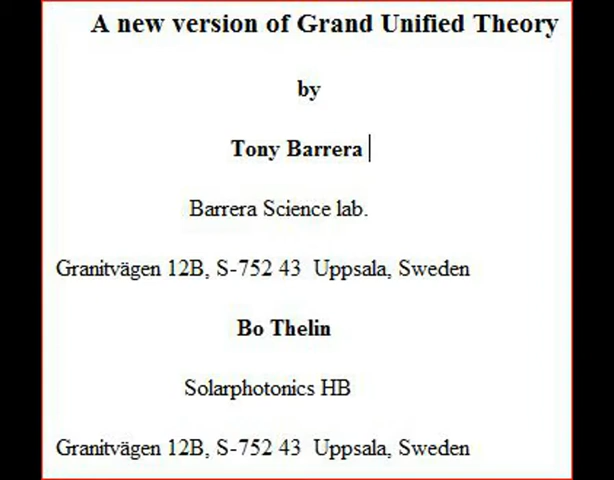 A new version of Grand Unified Theory
by
Tony Barrera
Barrera Science lab.
Granitvägen 12B, S-752 43 Uppsala, Sweden
Bo Thelin
Solarphotonics HB
Granitvägen 12B, S-752 43 Uppsala, Sweden